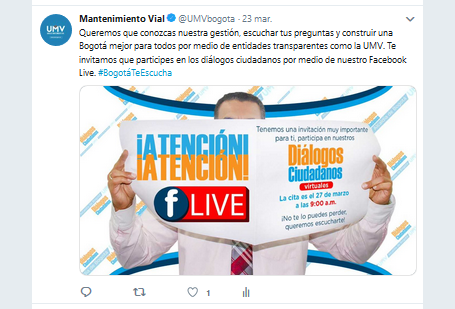 UMV
Mantenimiento Vial @UMVbogota · 23 mar.
Queremos que conozcas nuestra gestión, escuchar tus preguntas y construir una
Bogotá mejor para todos por medio de entidades transparentes como la UMV. Te
invitamos que participes en los diálogos ciudadanos por medio de nuestro Facebook
Live. #BogotáTeEscucha
¡ATENCIÓN!
¡ATENCIÓN!
f LIVE
Tenemos una invitación muy importante
para ti, participa en nuestros
Diálogos
Ciudadanos
virtuales
La cita es el 27 de marzo
a las 9:00 a.m.
¡No te lo puedes perder,
queremos escucharte!
1